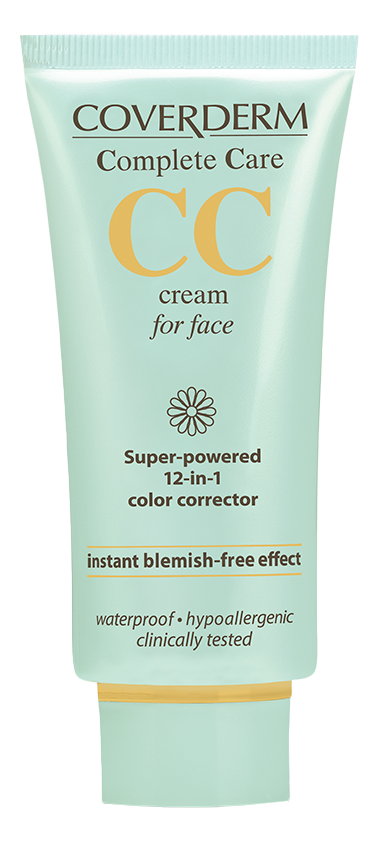 COVERDERM
Complete Care
CC
cream
for face
Super-powered
12-in-1
color corrector
instant blemish-free effect
waterproof • hypoallergenic
clinically tested